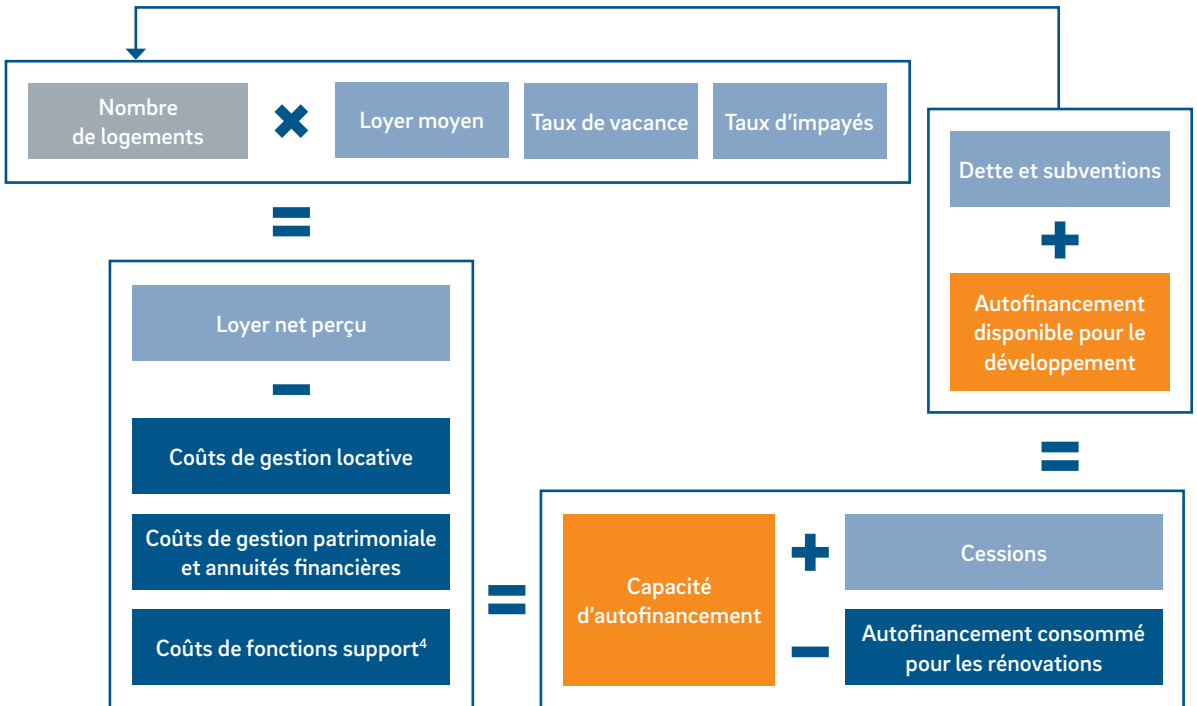 Nombre
de logements
Loyer moyen
Taux de vacance
Taux d'impayés
Dette et subventions
Autofinancement
disponible pour le
développement
Loyer net perçu
Coûts de gestion locative
Coûts de gestion patrimoniale
et annuités financières
Coûts de fonctions support⁴
Capacité
d'autofinancement
Cessions
Autofinancement consommé
pour les rénovations